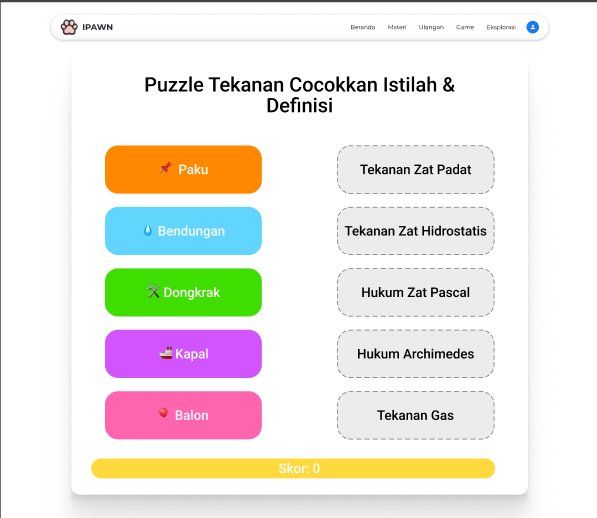 IPAWN
Beranda Materi Ulangan Game Eksplorasi
Puzzle Tekanan Cocokkan Istilah &
Definisi
Paku
Tekanan Zat Padat
Bendungan
Tekanan Zat Hidrostatis
Dongkrak
Hukum Zat Pascal
Kapal
Hukum Archimedes
Balon
Tekanan Gas
Skor: 0